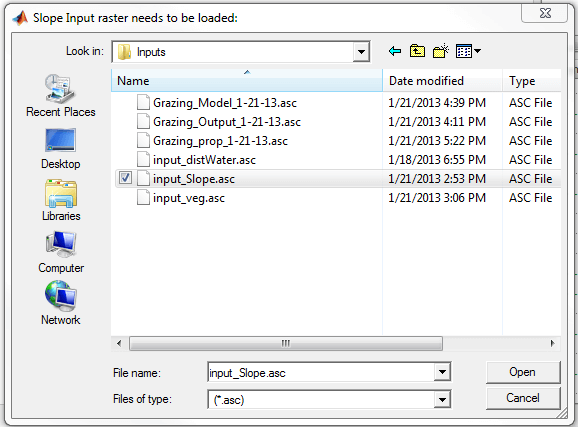 Slope Input raster needs to be loaded:
Look in: Inputs
Name Date modified Type
Grazing_Model_1-21-13.asc 1/21/2013 4:39 PM ASC File
Grazing_Output_1-21-13.asc 1/21/2013 4:11 PM ASC File
Grazing_prop_1-21-13.asc 1/21/2013 5:22 PM ASC File
input_distWater.asc 1/18/2013 6:55 PM ASC File
input_Slope.asc 1/21/2013 2:53 PM ASC File
input_veg.asc 1/21/2013 3:06 PM ASC File
Recent Places
Desktop
Libraries
Computer
Network
File name: input_Slope.asc Open
Files of type: (*.asc) Cancel